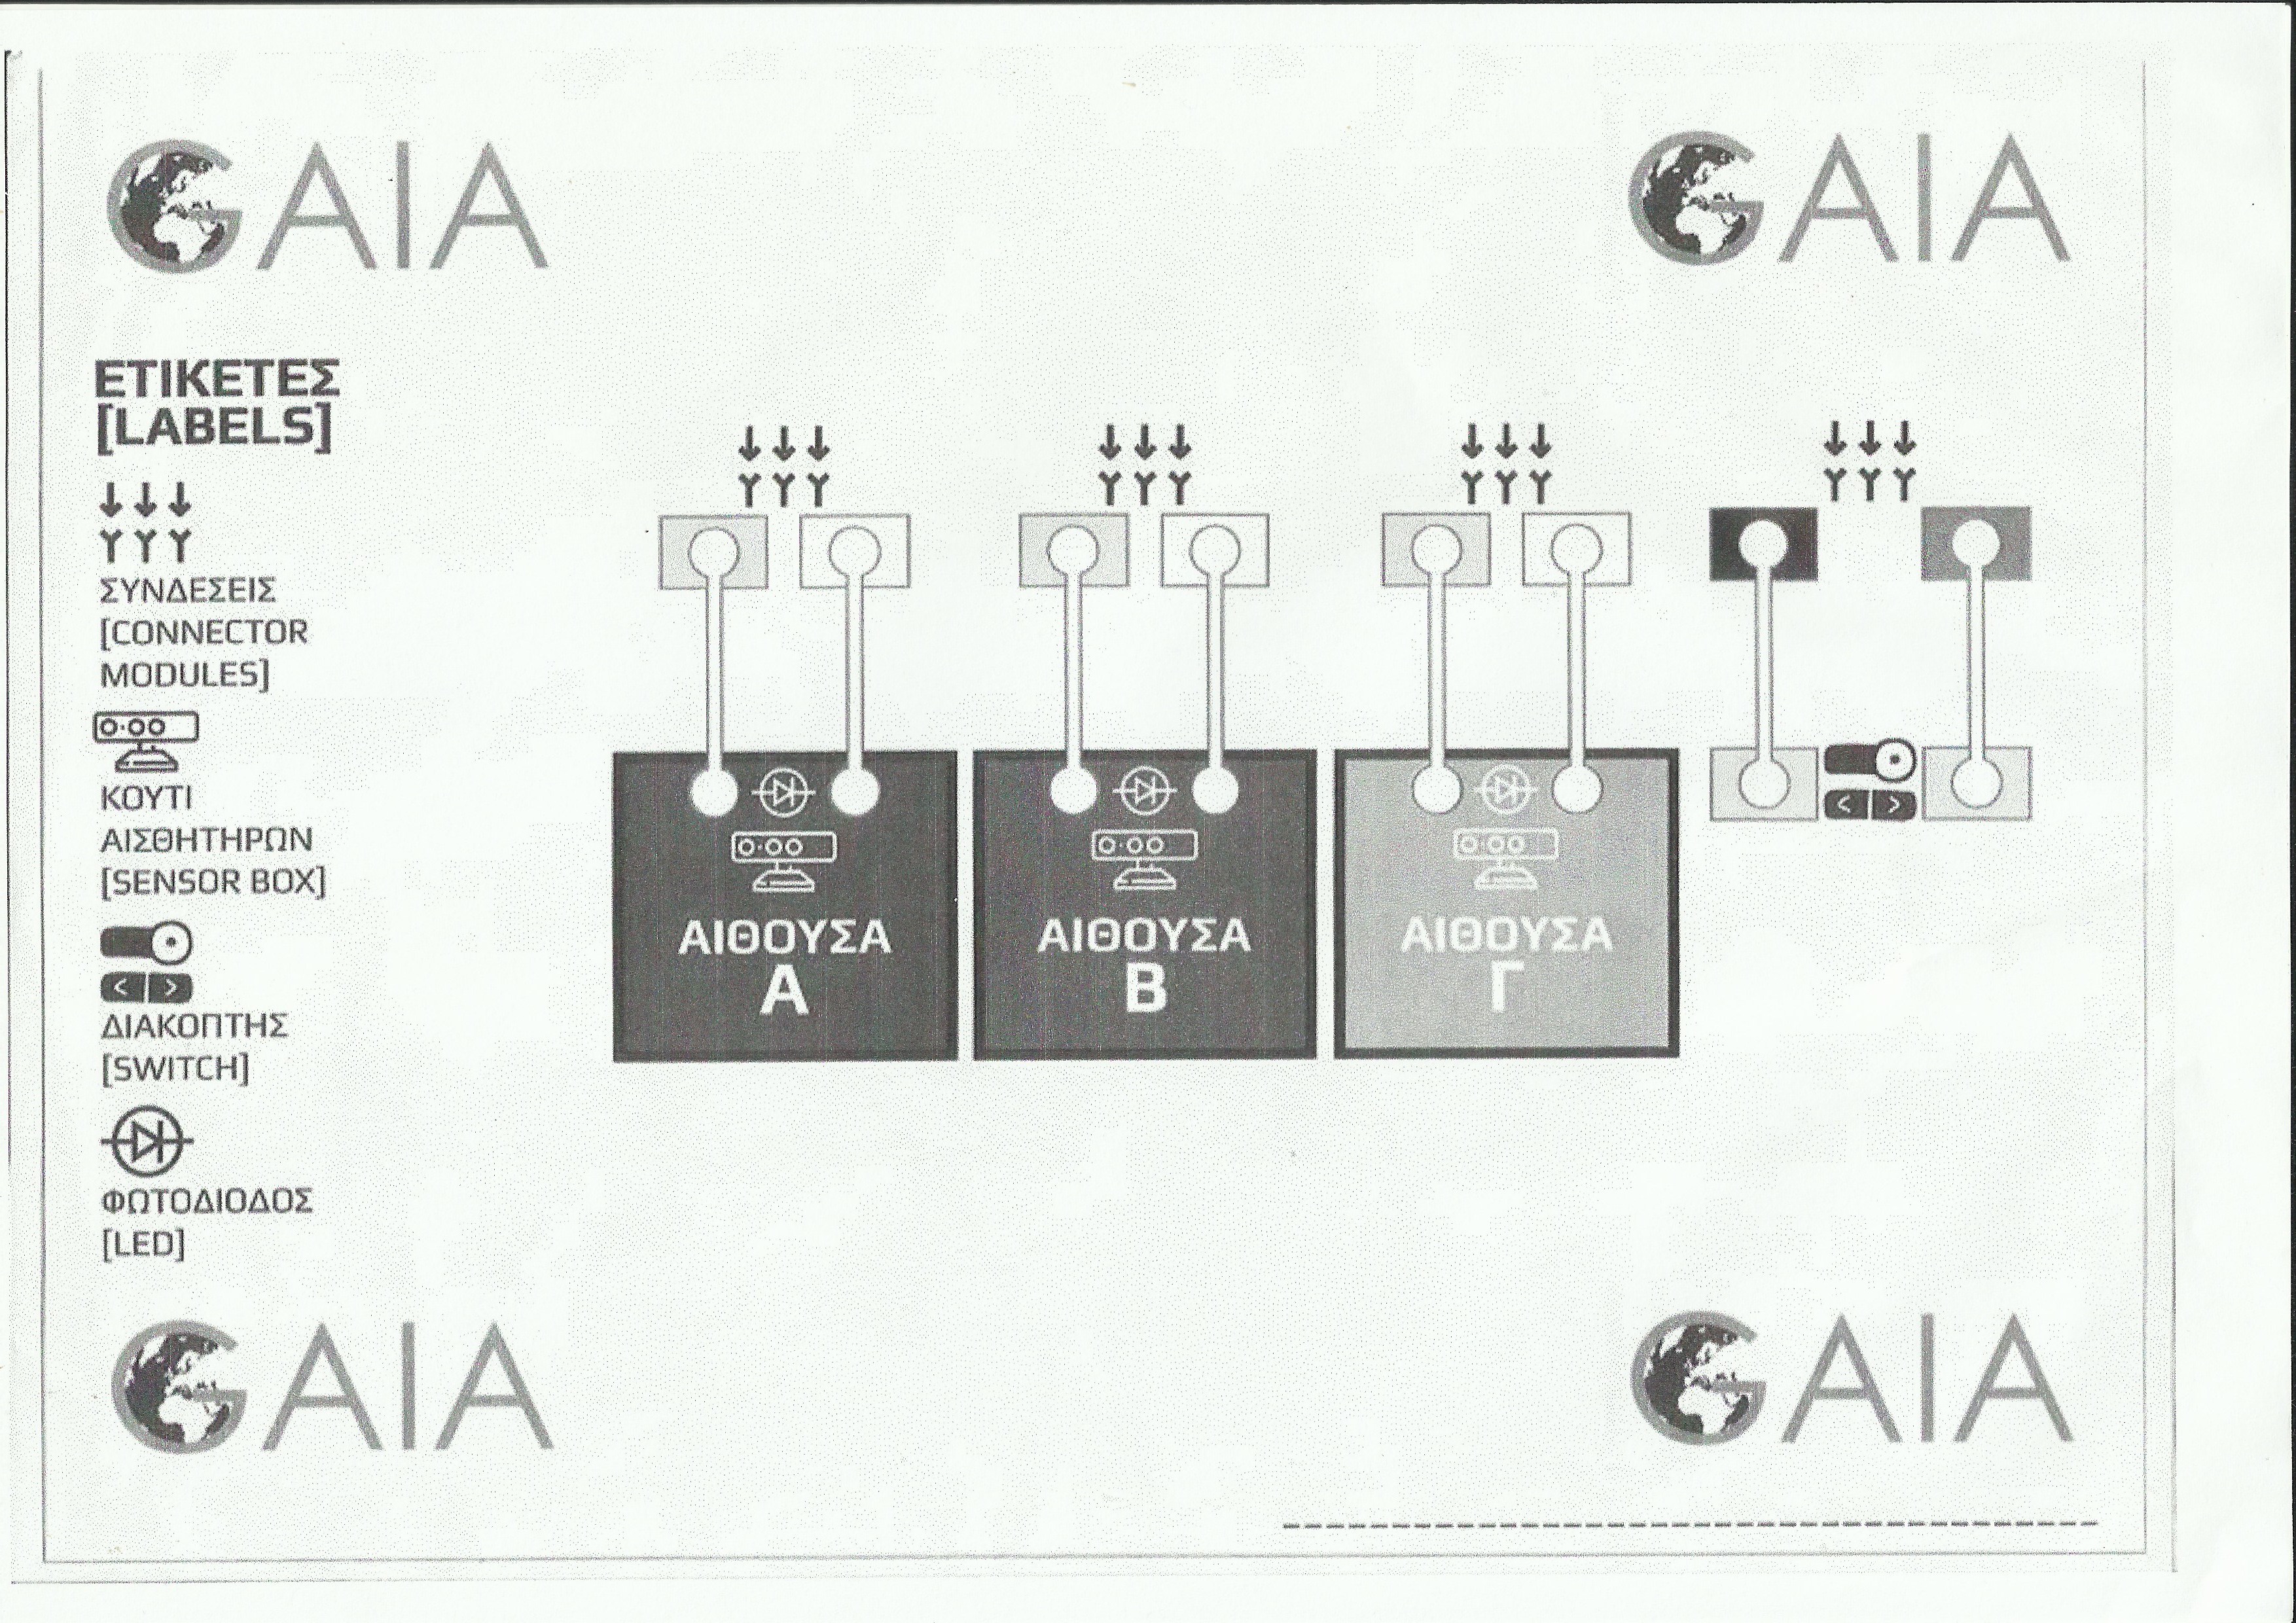 GAIA
GAIA
ΕΤΙΚΕΤΕΣ
[LABELS]
ΣΥΝΔΕΣΕΙΣ
[CONNECTOR
MODULES]
ΚΟΥΤΙ
ΑΙΣΘΗΤΗΡΩΝ
[SENSOR BOX]
ΔΙΑΚΟΠΤΗΣ
[SWITCH]
ΦΩΤΟΔΙΟΔΟΣ
[LED]
ΑΙΘΟΥΣΑ
Α
ΑΙΘΟΥΣΑ
Β
ΑΙΘΟΥΣΑ
Γ
GAIA
GAIA